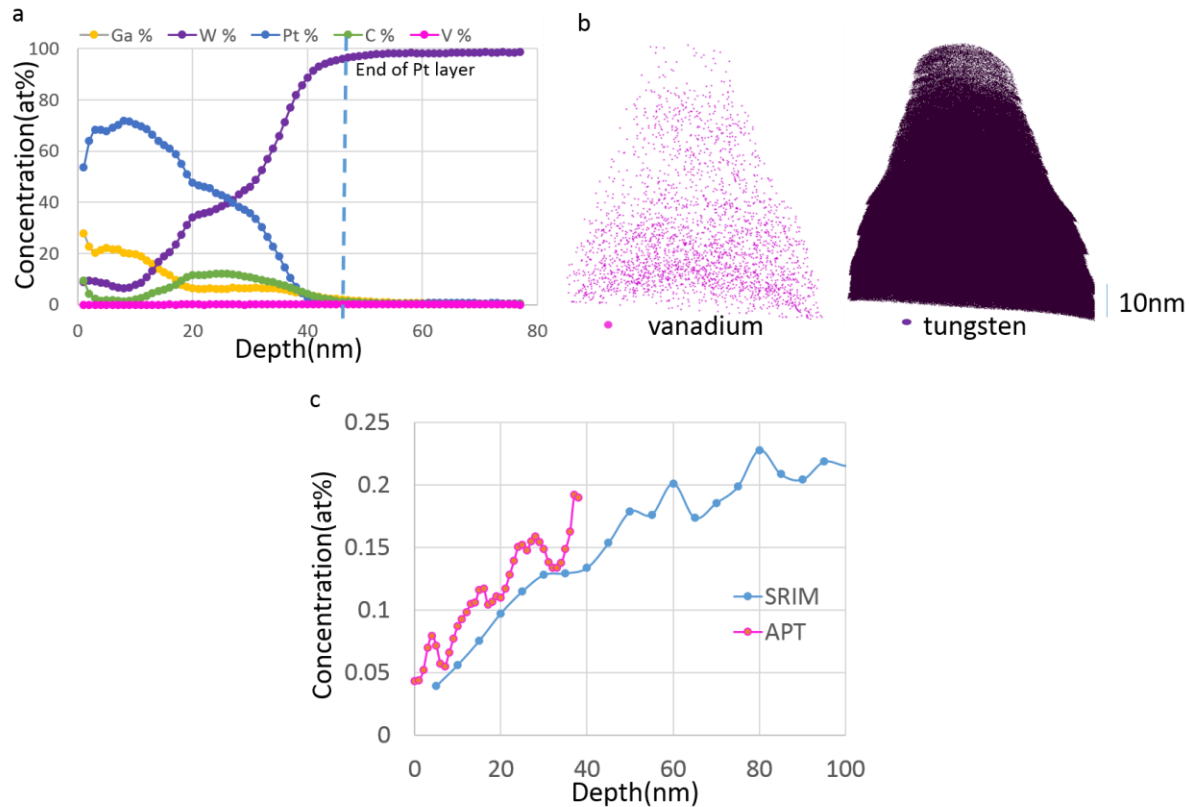 a
Ga % W % Pt % C % V %
100
80
60
40
20
0
0 20 40 60 80
Concentration(at%)
Depth(nm)
End of Pt layer
b
vanadium
tungsten
10nm
c
0.25
0.2
0.15
0.1
0.05
0
0 20 40 60 80 100
Concentration(at%)
Depth(nm)
SRIM
APT